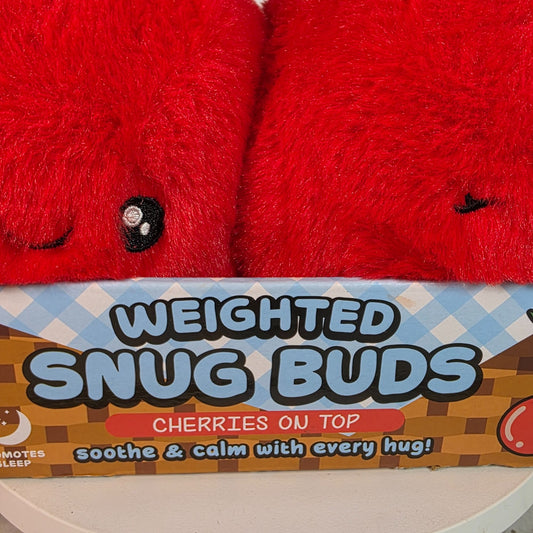 WEIGHTED
SNUG BUDS
CHERRIES ON TOP
soothe & calm with every hug!